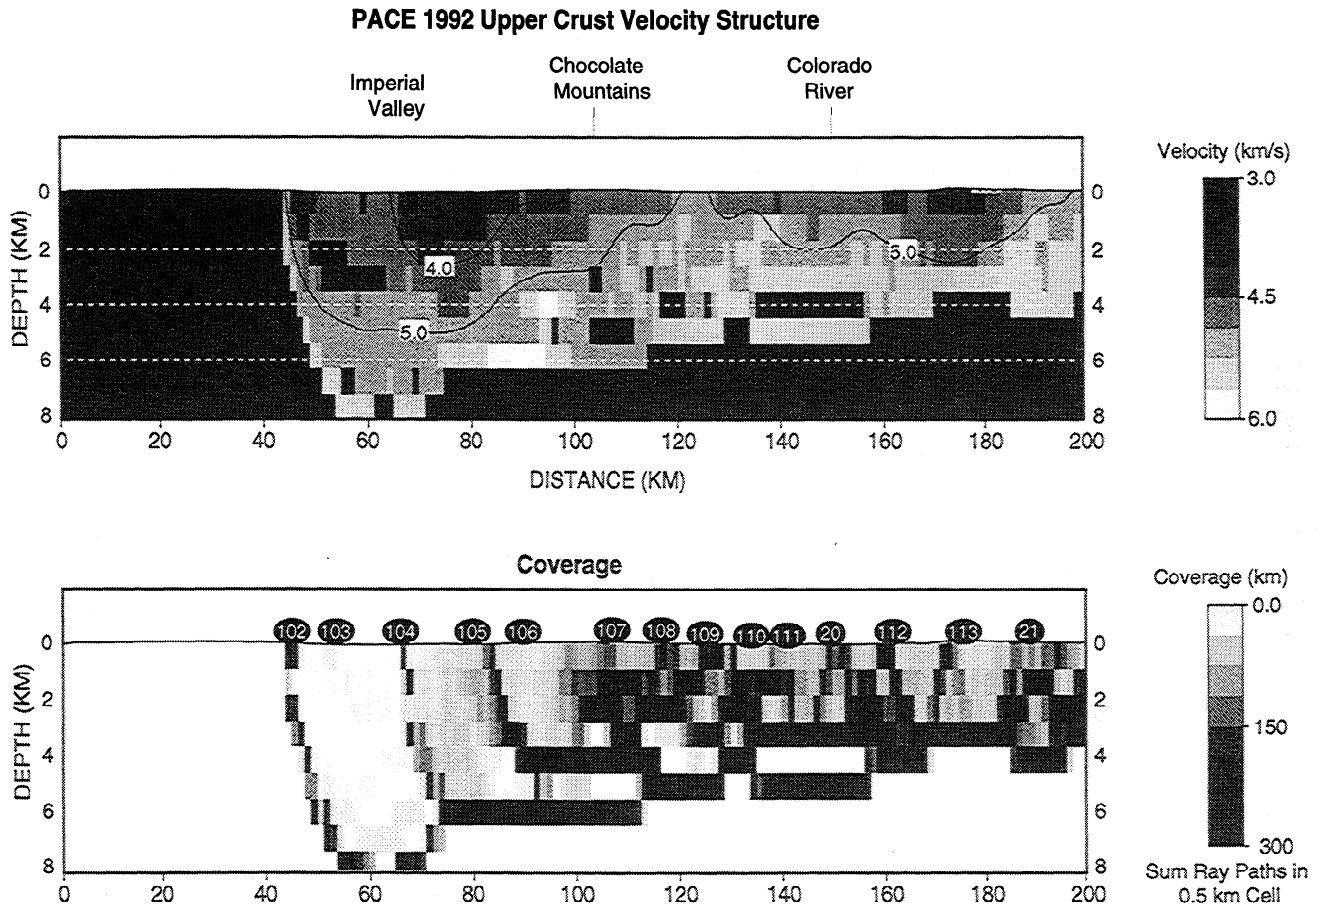 PACE 1992 Upper Crust Velocity Structure
Imperial
Valley
Chocolate
Mountains
Colorado
River
Velocity (km/s)
3.0
4.5
6.0
DEPTH (KM)
0
2
4
6
8
0
2
4
6
8
4.0
5.0
5.0
0 20 40 60 80 100 120 140 160 180 200
DISTANCE (KM)
Coverage
Coverage (km)
0.0
150
300
Sum Ray Paths in
0.5 km Cell
102 103 104 105 106 107 108 109 110 111 20 112 113 21
DEPTH (KM)
0
2
4
6
8
0
2
4
6
8
0 20 40 60 80 100 120 140 160 180 200